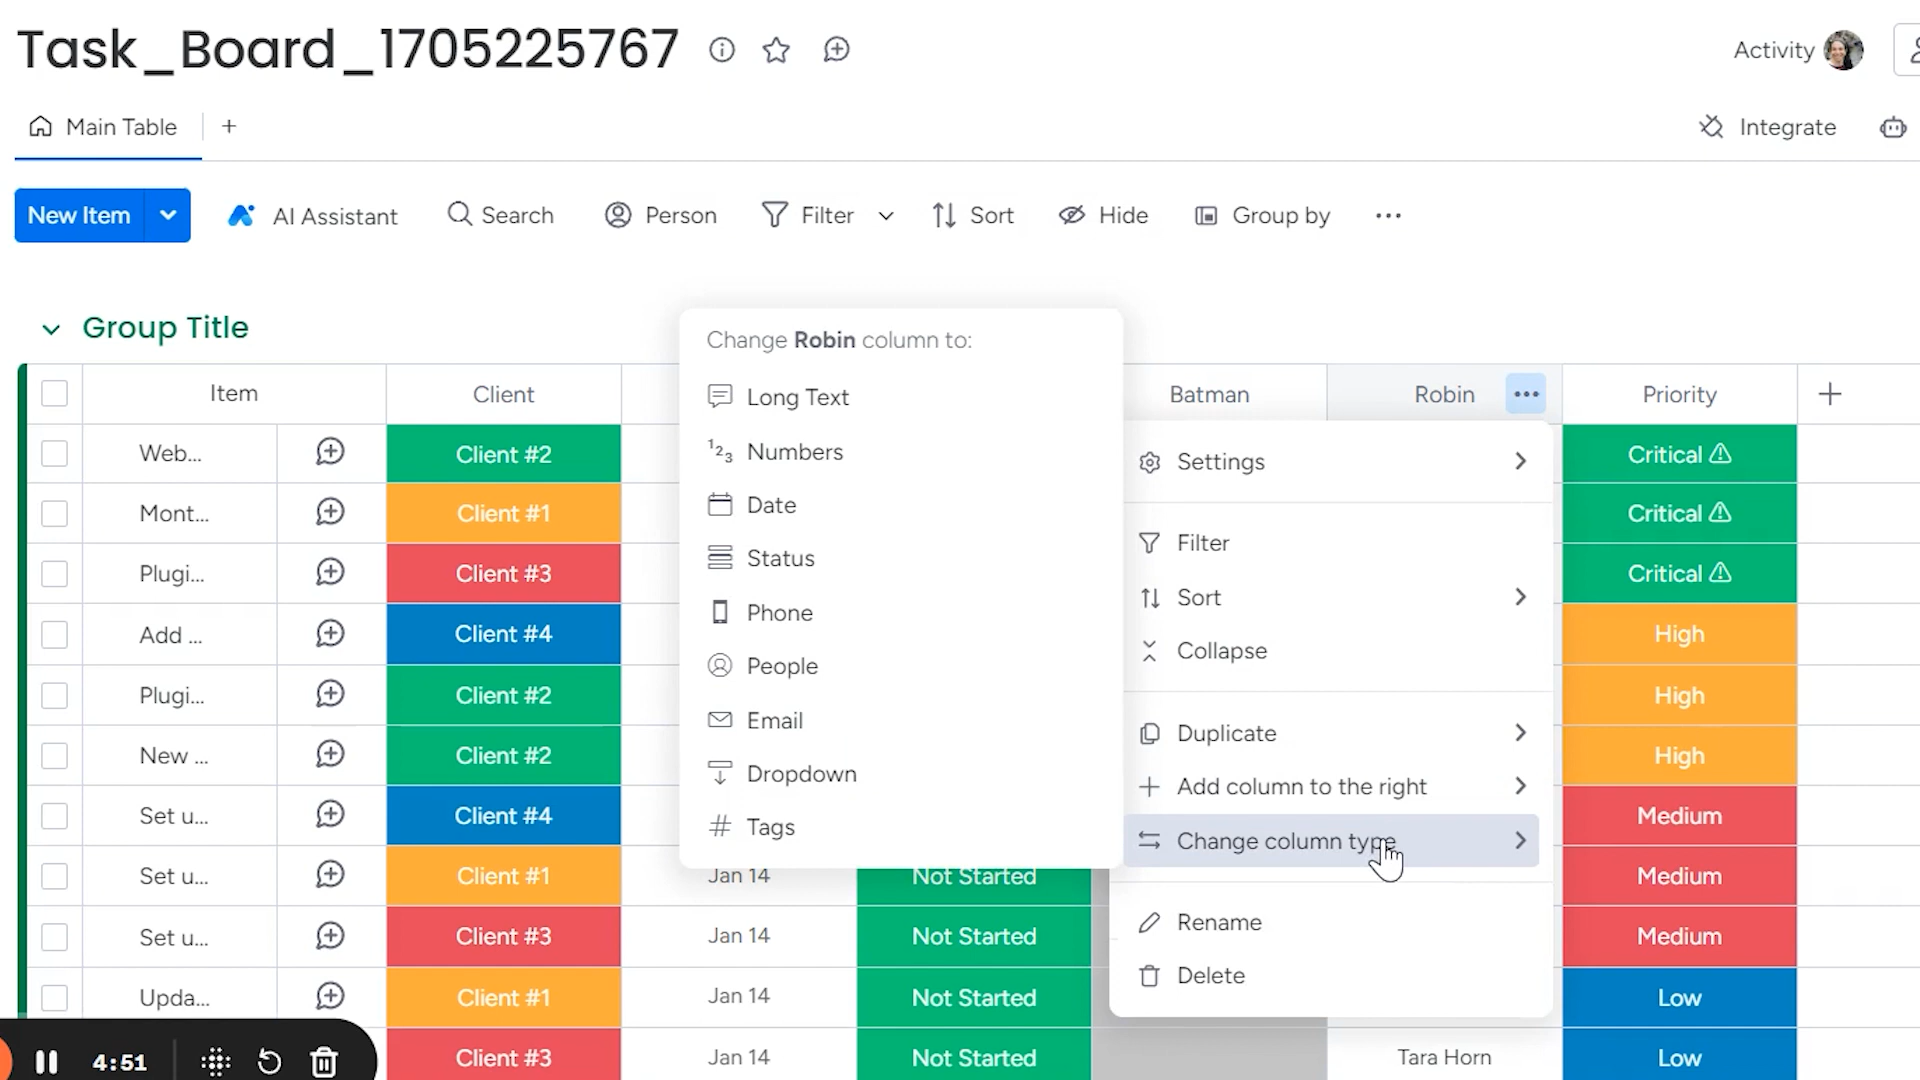 Task_Board_1705225767
Activity
Main Table
+
Integrate
New Item
AI Assistant
Search
Person
Filter
Sort
Hide
Group by
Group Title
Change Robin column to:
Long Text
Numbers
Date
Status
Phone
People
Email
Dropdown
Tags
Item
Client
Batman
Robin
Priority
Settings
Filter
Sort
Collapse
Duplicate
Add column to the right
Change column type
Rename
Delete
Web... Client #2 Critical
Mont... Client #1 Critical
Plugi... Client #3 Critical
Add ... Client #4 High
Plugi... Client #2 High
New ... Client #2 High
Set u... Client #4 Medium
Set u... Client #1 Jan 14 Not Started Medium
Set u... Client #3 Jan 14 Not Started Medium
Upda... Client #1 Jan 14 Not Started Low
Client #3 Jan 14 Not Started Tara Horn Low
4:51